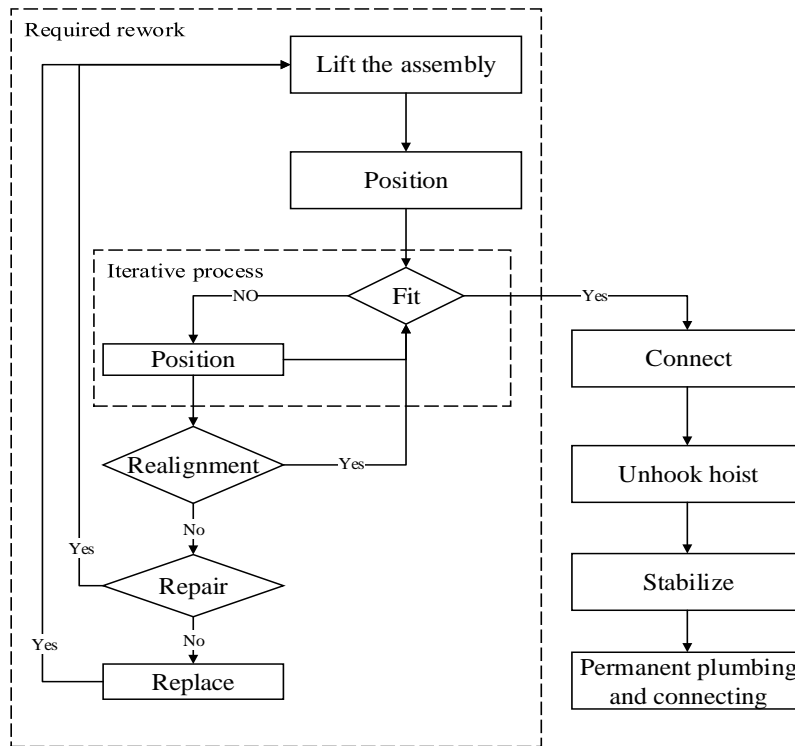 Required rework
Lift the assembly
Position
Iterative process
Fit
NO
Yes
Position
Connect
Realignment
Yes
Unhook hoist
No
Yes
Repair
Stabilize
No
Yes
Replace
Permanent plumbing
and connecting